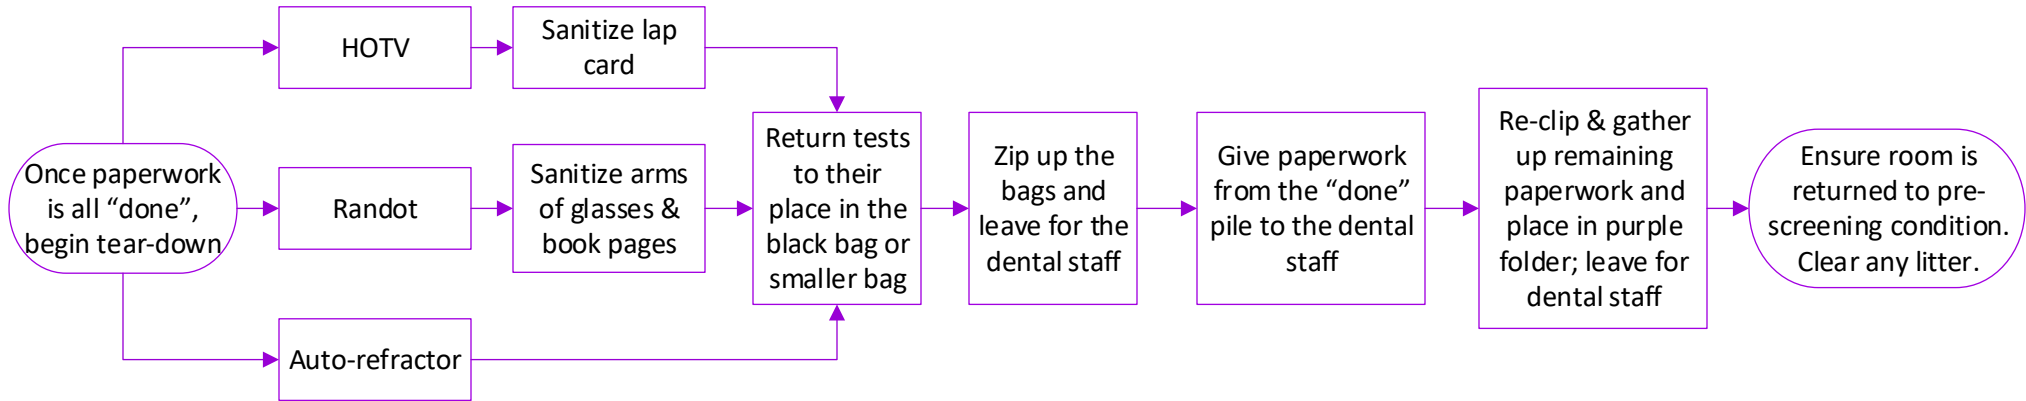 Once paperwork
is all “done”,
begin tear-down
HOTV
Sanitize lap
card
Randot
Sanitize arms
of glasses &
book pages
Auto-refractor
Return tests
to their
place in the
black bag or
smaller bag
Zip up the
bags and
leave for the
dental staff
Give paperwork
from the “done”
pile to the dental
staff
Re-clip & gather
up remaining
paperwork and
place in purple
folder; leave for
dental staff
Ensure room is
returned to pre-
screening condition.
Clear any litter.